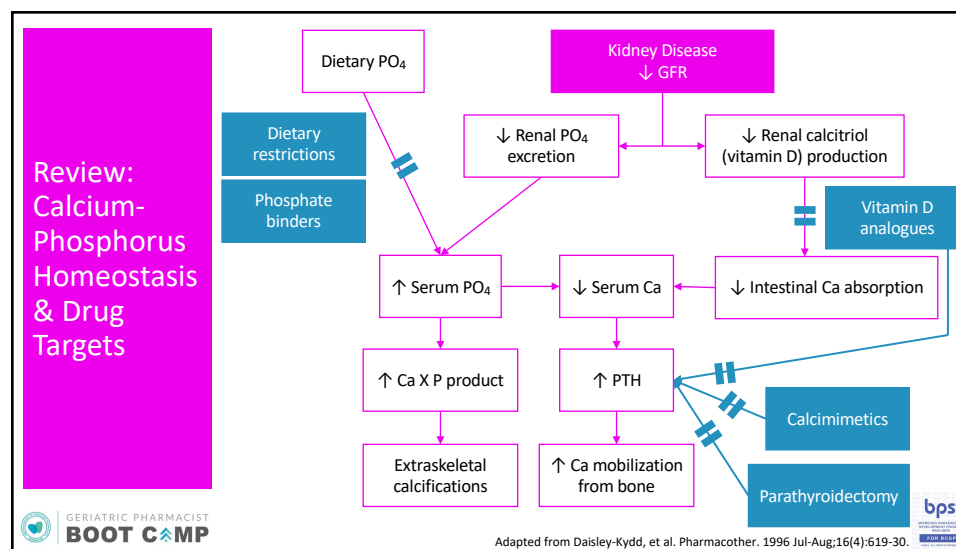 Review:
Calcium-
Phosphorus
Homeostasis
& Drug
Targets
Dietary PO₄
Kidney Disease
↓ GFR
Dietary
restrictions
Phosphate
binders
↓ Renal PO₄
excretion
↓ Renal calcitriol
(vitamin D) production
Vitamin D
analogues
↑ Serum PO₄
↓ Serum Ca
↓ Intestinal Ca absorption
↑ Ca X P product
↑ PTH
Calcimimetics
Extraskeletal
calcifications
↑ Ca mobilization
from bone
Parathyroidectomy
GERIATRIC PHARMACIST
BOOT CAMP
Adapted from Daisley-Kydd, et al. Pharmacother. 1996 Jul-Aug;16(4):619-30.
bps
FOR BCGP